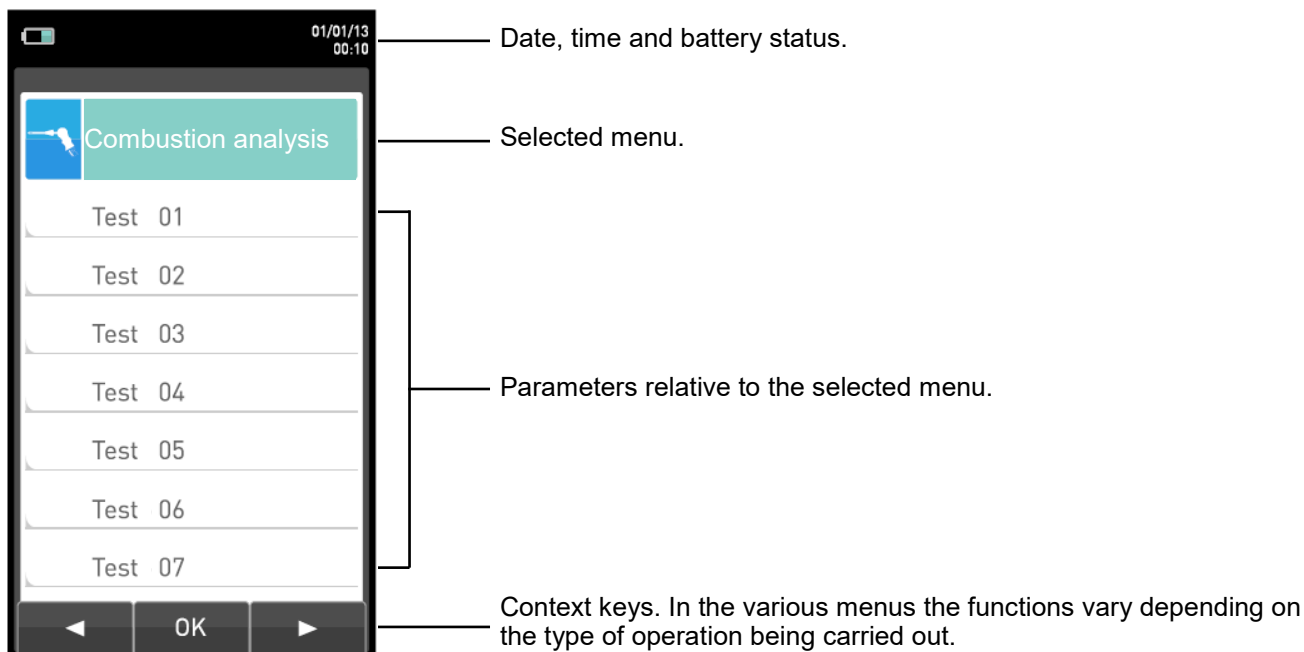 01/01/13
00:10
Date, time and battery status.
Combustion analysis
Selected menu.
Test 01
Test 02
Test 03
Test 04
Parameters relative to the selected menu.
Test 05
Test 06
Test 07
OK
Context keys. In the various menus the functions vary depending on
the type of operation being carried out.